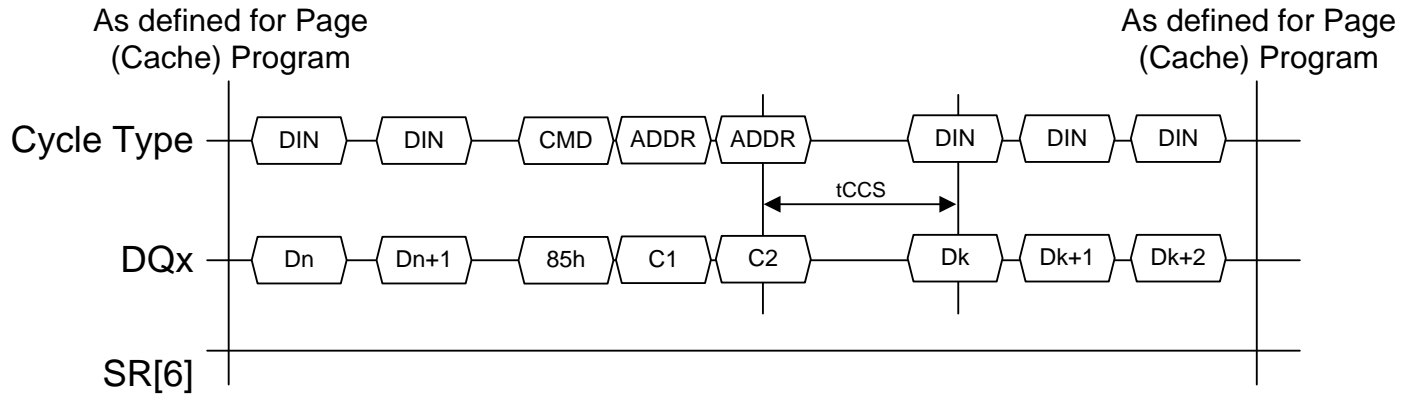 As defined for Page
(Cache) Program
As defined for Page
(Cache) Program
Cycle Type DIN DIN CMD ADDR ADDR DIN DIN DIN
tCCS
DQx Dn Dn+1 85h C1 C2 Dk Dk+1 Dk+2
SR[6]